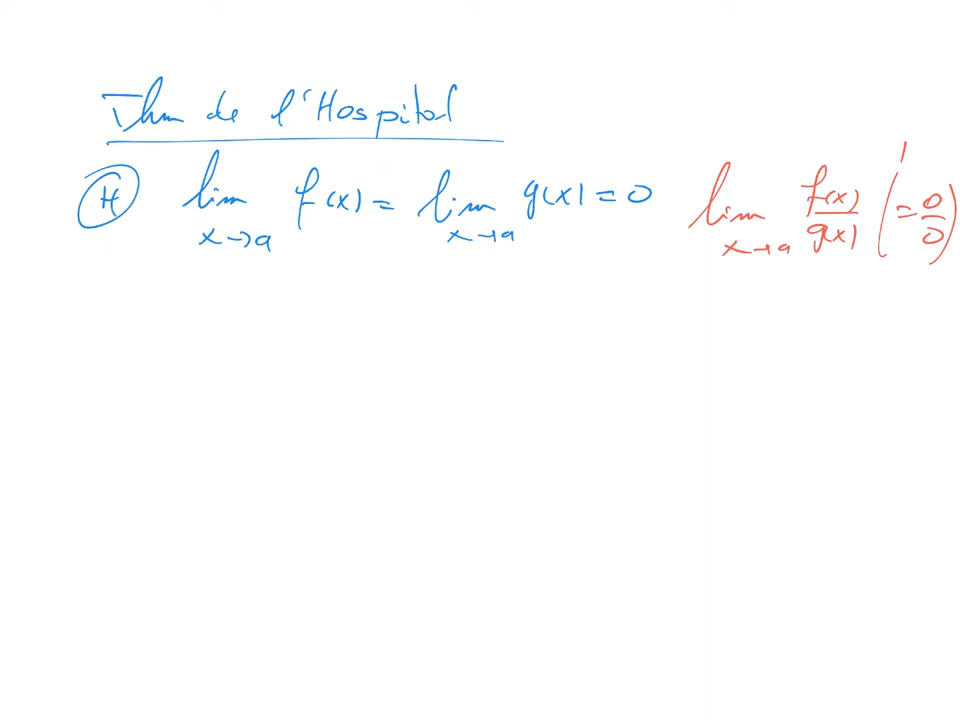 Thm de l'Hospital
(H) lim x→a f(x) = lim x→a g(x) = 0 lim x→a f(x)/g(x) (= 0/0)